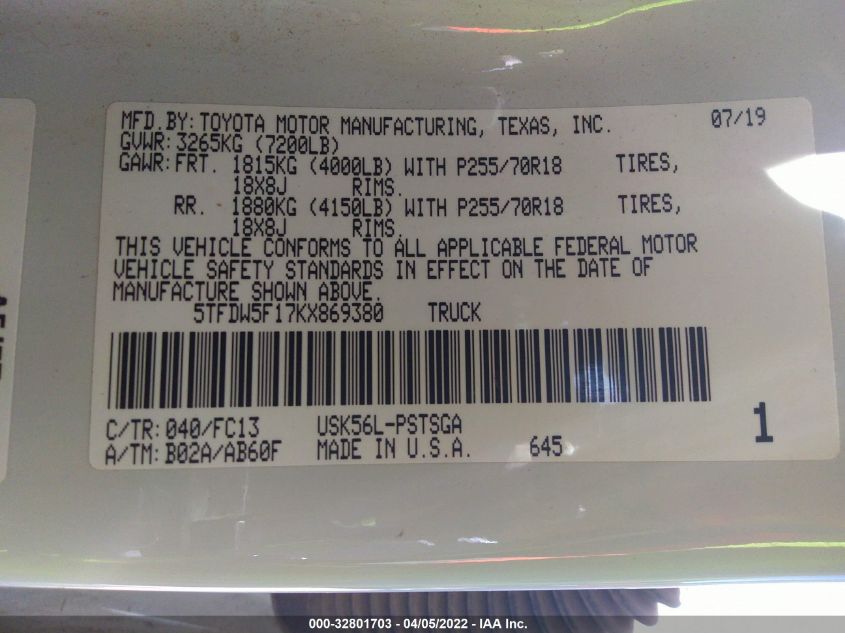 MFD.BY: TOYOTA MOTOR MANUFACTURING, TEXAS, INC. 07/19
GVWR: 3265KG (7200LB)
GAWR: FRT. 1815KG (4000LB) WITH P255/70R18 TIRES,
18X8J RIMS.
RR. 1880KG (4150LB) WITH P255/70R18 TIRES,
18X8J RIMS.
THIS VEHICLE CONFORMS TO ALL APPLICABLE FEDERAL MOTOR
VEHICLE SAFETY STANDARDS IN EFFECT ON THE DATE OF
MANUFACTURE SHOWN ABOVE.
5TFDW5F17KX869380 TRUCK
C/TR: 040/FC13 USK56L-PSTSGA 1
A/TM: B02A/AB60F MADE IN U.S.A. 645
000-32801703 - 04/05/2022 - IAA Inc.